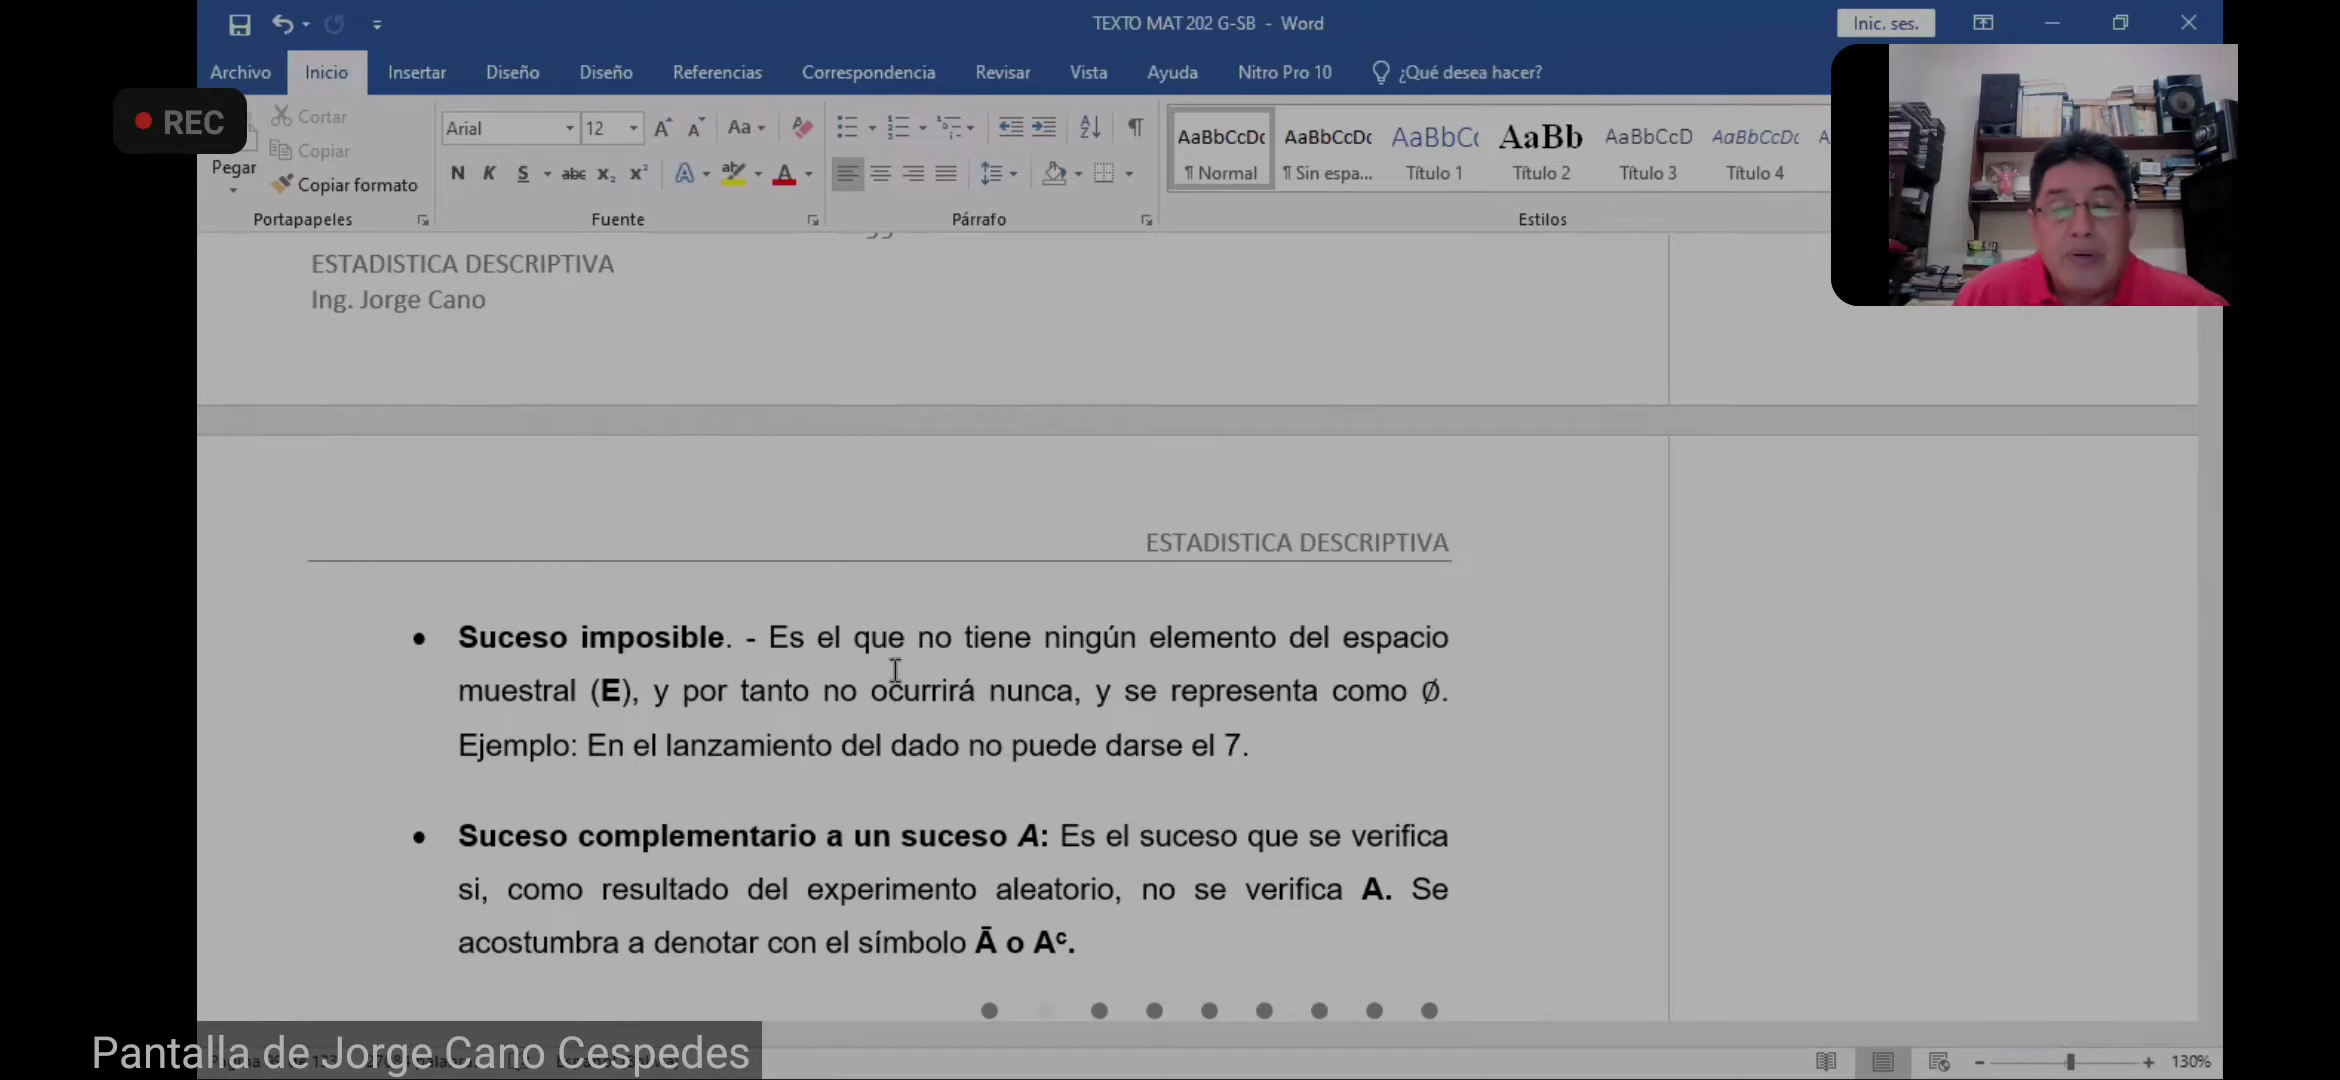 TEXTO MAT 202 G-SB - Word
Inic. ses.
Archivo Inicio Insertar Diseño Diseño Referencias Correspondencia Revisar Vista Ayuda Nitro Pro 10 ¿Qué desea hacer?
REC
Pegar
Cortar
Copiar
Copiar formato
Portapapeles
Arial 12
Aa
N K S abc x₂ x²
Fuente
Párrafo
AaBbCcDc AaBbCcDc AaBbC( AaBb AaBbCcD AaBbCcDc
¶ Normal ¶ Sin espa... Título 1 Título 2 Título 3 Título 4
Estilos
ESTADISTICA DESCRIPTIVA
Ing. Jorge Cano
ESTADISTICA DESCRIPTIVA
• Suceso imposible. - Es el que no tiene ningún elemento del espacio
muestral (E), y por tanto no ocurrirá nunca, y se representa como ∅.
Ejemplo: En el lanzamiento del dado no puede darse el 7.
• Suceso complementario a un suceso A: Es el suceso que se verifica
si, como resultado del experimento aleatorio, no se verifica A. Se
acostumbra a denotar con el símbolo Ā o Aᶜ.
Pantalla de Jorge Cano Cespedes
130%